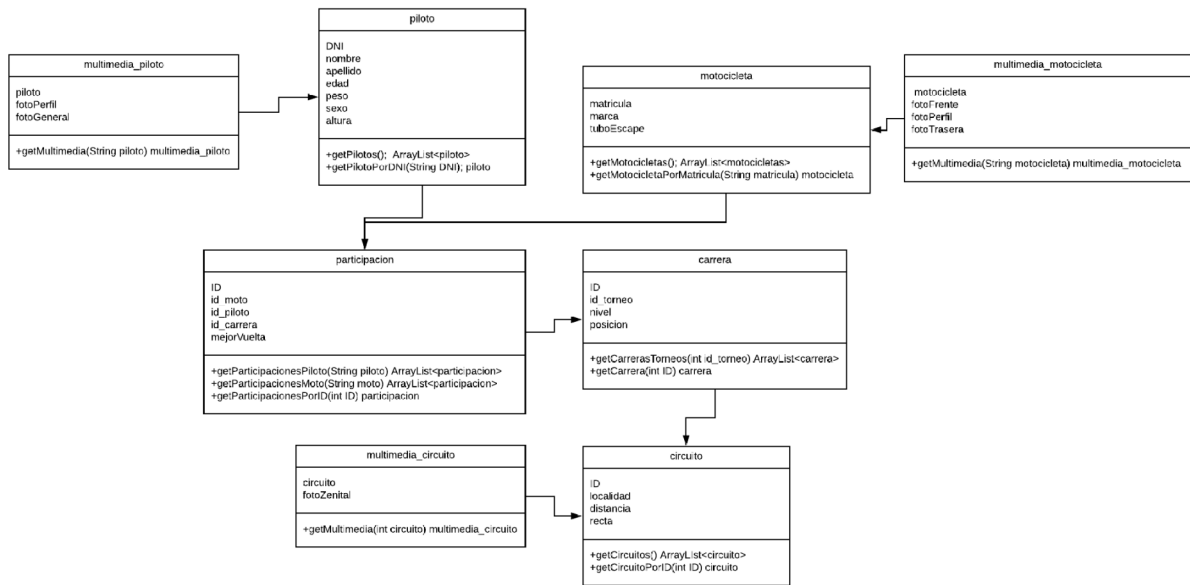 piloto
DNI
nombre
apellido
edad
peso
sexo
altura
+getPilotos(); ArrayList<piloto>
+getPilotoPorDNI(String DNI); piloto
multimedia_piloto
piloto
fotoPerfil
fotoGeneral
+getMultimedia(String piloto) multimedia_piloto
motocicleta
matricula
marca
tuboEscape
+getMotocicletas(); ArrayList<motocicletas>
+getMotocicletaPorMatricula(String matricula) motocicleta
multimedia_motocicleta
motocicleta
fotoFrente
fotoPerfil
fotoTrasera
+getMultimedia(String motocicleta) multimedia_motocicleta
participacion
ID
id_moto
id_piloto
id_carrera
mejorVuelta
+getParticipacionesPiloto(String piloto) ArrayList<participacion>
+getParticipacionesMoto(String moto) ArrayList<participacion>
+getParticipacionesPorID(int ID) participacion
carrera
ID
id_torneo
nivel
posicion
+getCarrerasTorneos(int id_torneo) ArrayList<carrera>
+getCarrera(int ID) carrera
multimedia_circuito
circuito
fotoZenital
+getMultimedia(int circuito) multimedia_circuito
circuito
ID
localidad
distancia
recta
+getCircuitos() ArrayList<circuito>
+getCircuitoPorID(int ID) circuito